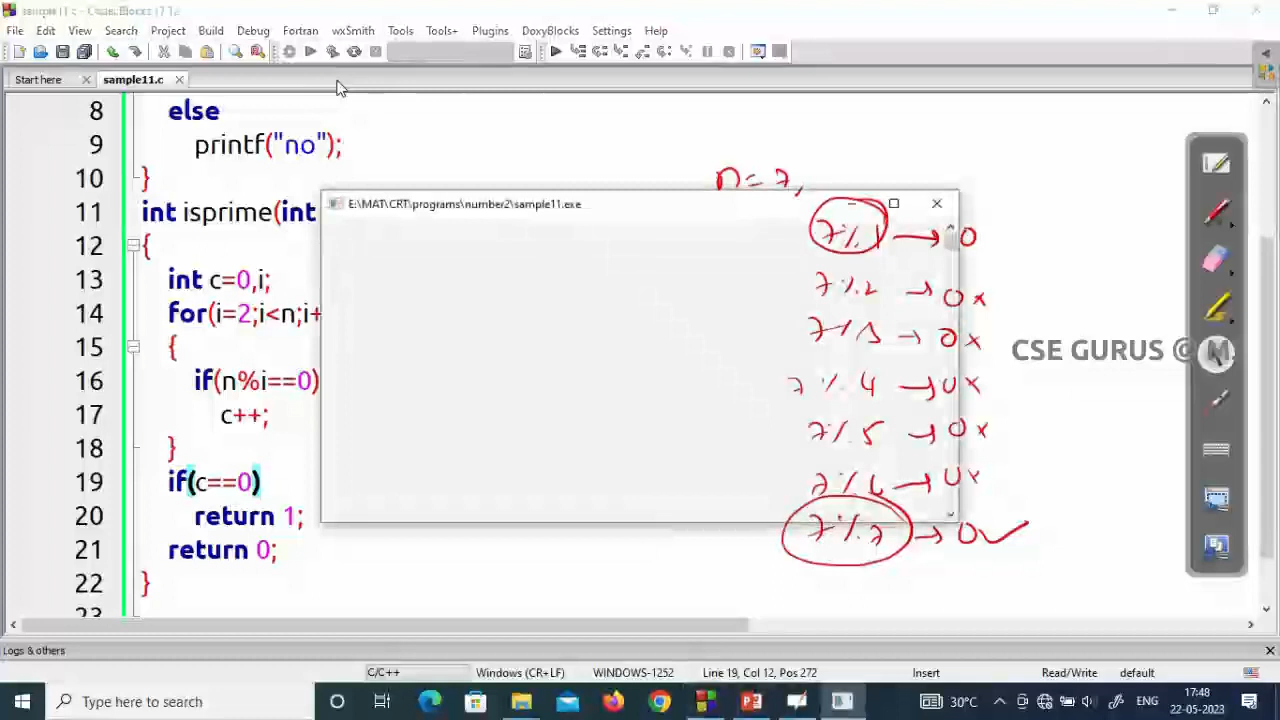 File Edit View Search Project Build Debug Fortran wxSmith Tools Tools+ Plugins DoxyBlocks Settings Help
Start here sample11.c
8 else
9 printf("no");
10 }
11 int isprime(int
12 {
13 int c=0,i;
14 for(i=2;i<n;i+
15 {
16 if(n%i==0)
17 c++;
18 }
19 if(c==0)
20 return 1;
21 return 0;
22 }
23
E:\MAT\CRT\programs\number2\sample11.exe
n=7,
7%1 → 0
7%2 → 0 x
7%3 → 0 x
7%4 → 0 x
7%5 → 0 x
7%6 → 0 x
7%7 → 0 ✓
CSE GURUS @ M
Logs & others
C/C++ Windows (CR+LF) WINDOWS-1252 Line 19, Col 12, Pos 272 Insert Read/Write default
Type here to search
30°C ENG 17:48
22-05-2023